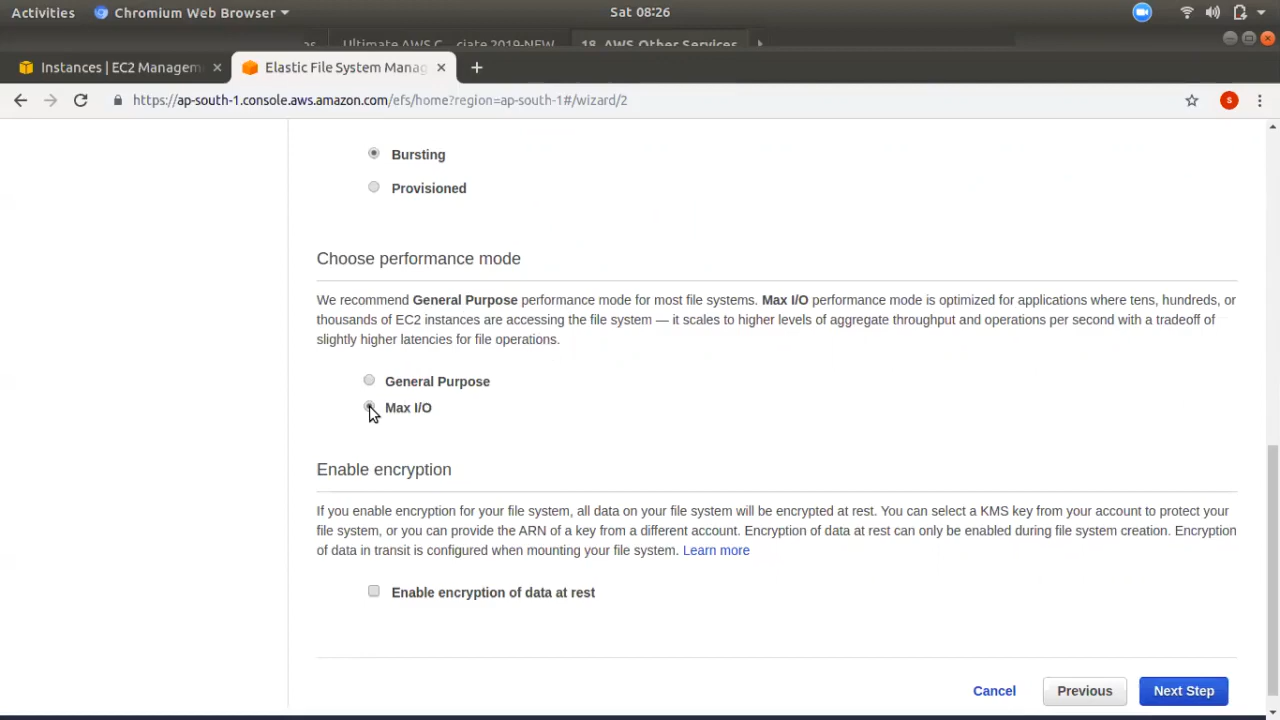 Activities
Chromium Web Browser
Sat 08:26
Ultimate AWS C
ciate 2019-NEW
18. AWS Other Services
Instances | EC2 Managem
Elastic File System Manag
https://ap-south-1.console.aws.amazon.com/efs/home?region=ap-south-1#/wizard/2
s
Bursting
Provisioned
Choose performance mode
We recommend General Purpose performance mode for most file systems. Max I/O performance mode is optimized for applications where tens, hundreds, or
thousands of EC2 instances are accessing the file system — it scales to higher levels of aggregate throughput and operations per second with a tradeoff of
slightly higher latencies for file operations.
General Purpose
Max I/O
Enable encryption
If you enable encryption for your file system, all data on your file system will be encrypted at rest. You can select a KMS key from your account to protect your
file system, or you can provide the ARN of a key from a different account. Encryption of data at rest can only be enabled during file system creation. Encryption
of data in transit is configured when mounting your file system. Learn more
Enable encryption of data at rest
Cancel
Previous
Next Step